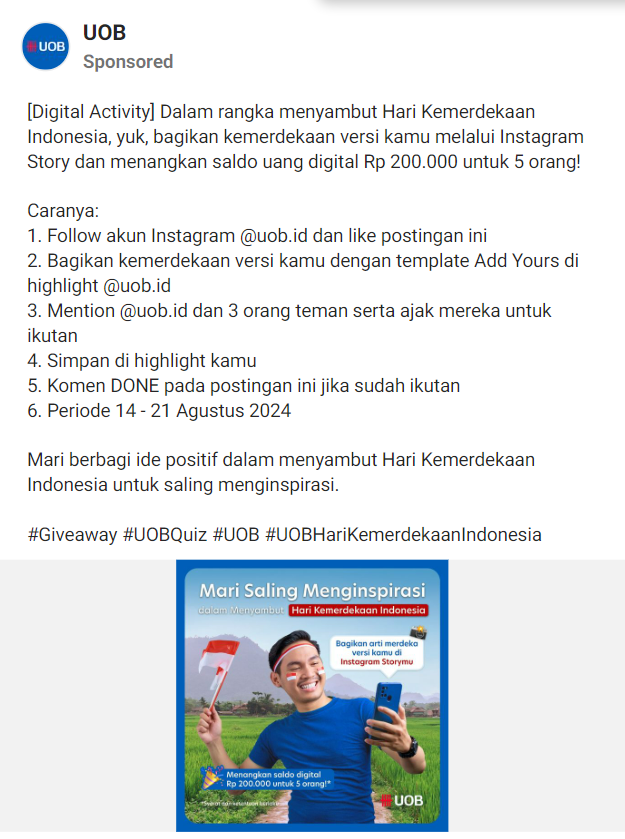 UOB
UOB
Sponsored
[Digital Activity] Dalam rangka menyambut Hari Kemerdekaan
Indonesia, yuk, bagikan kemerdekaan versi kamu melalui Instagram
Story dan menangkan saldo uang digital Rp 200.000 untuk 5 orang!
Caranya:
1. Follow akun Instagram @uob.id dan like postingan ini
2. Bagikan kemerdekaan versi kamu dengan template Add Yours di
highlight @uob.id
3. Mention @uob.id dan 3 orang teman serta ajak mereka untuk
ikutan
4. Simpan di highlight kamu
5. Komen DONE pada postingan ini jika sudah ikutan
6. Periode 14 - 21 Agustus 2024
Mari berbagi ide positif dalam menyambut Hari Kemerdekaan
Indonesia untuk saling menginspirasi.
#Giveaway #UOBQuiz #UOB #UOBHariKemerdekaanIndonesia
Mari Saling Menginspirasi
dalam Menyambut Hari Kemerdekaan Indonesia
Bagikan arti merdeka
versi kamu di
Instagram Storymu
Menangkan saldo digital
Rp 200.000 untuk 5 orang!*
*Syarat dan ketentuan berlaku
UOB